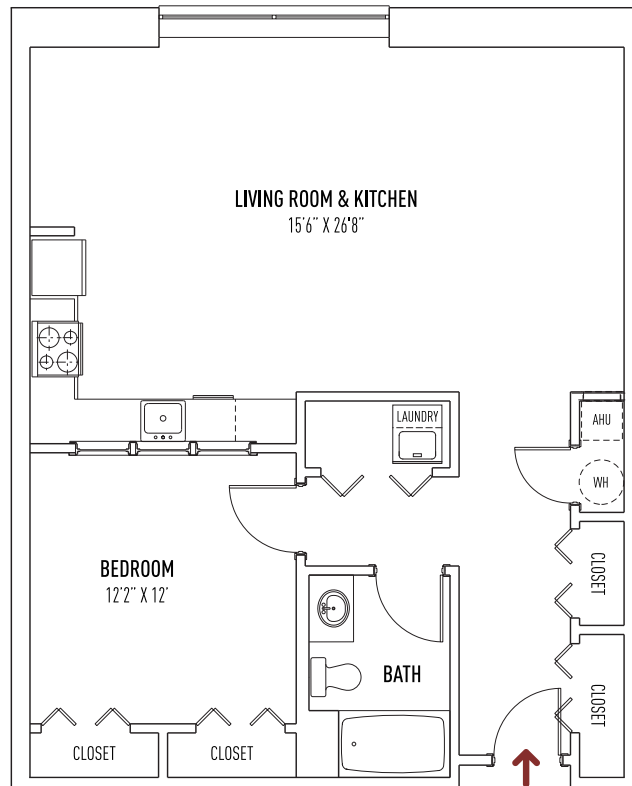 LIVING ROOM & KITCHEN
15'6" X 26'8"
LAUNDRY
AHU
WH
CLOSET
BEDROOM
12'2" X 12'
BATH
CLOSET
CLOSET
CLOSET